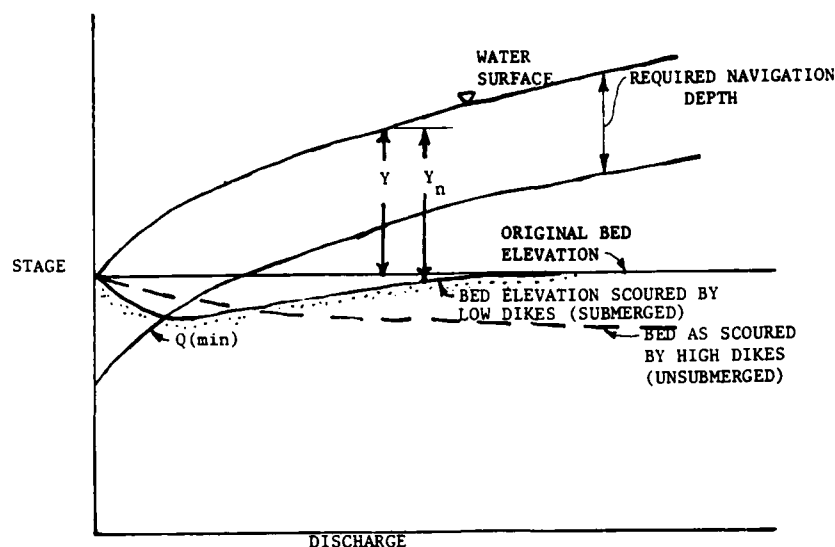 WATER
SURFACE
REQUIRED NAVIGATION
DEPTH
Y
Yn
ORIGINAL BED
ELEVATION
STAGE
BED ELEVATION SCOURED BY
LOW DIKES (SUBMERGED)
Q(min)
BED AS SCOURED
BY HIGH DIKES
(UNSUBMERGED)
DISCHARGE